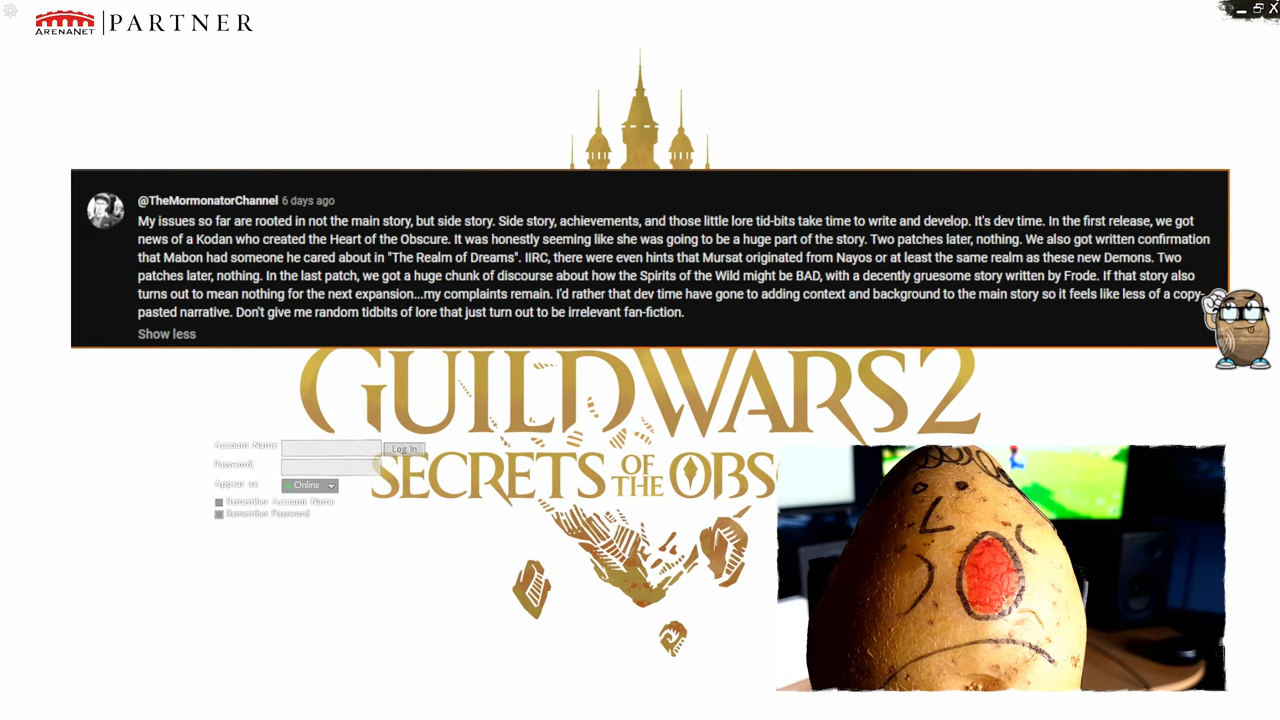 ARENANET
PARTNER
@TheMormonatorChannel 6 days ago
My issues so far are rooted in not the main story, but side story. Side story, achievements, and those little lore tid-bits take time to write and develop. It's dev time. In the first release, we got
news of a Kodan who created the Heart of the Obscure. It was honestly seeming like she was going to be a huge part of the story. Two patches later, nothing. We also got written confirmation
that Mabon had someone he cared about in "The Realm of Dreams". IIRC, there were even hints that Mursat originated from Nayos or at least the same realm as these new Demons. Two
patches later, nothing. In the last patch, we got a huge chunk of discourse about how the Spirits of the Wild might be BAD, with a decently gruesome story written by Frode. If that story also
turns out to mean nothing for the next expansion...my complaints remain. I'd rather that dev time have gone to adding context and background to the main story so it feels like less of a copy-
pasted narrative. Don't give me random tidbits of lore that just turn out to be irrelevant fan-fiction.
Show less
GUILD WARS 2
SECRETS OF THE OBS
Account Name
Log In
Password:
Appear as:
Online
Remember Account Name
Remember Password